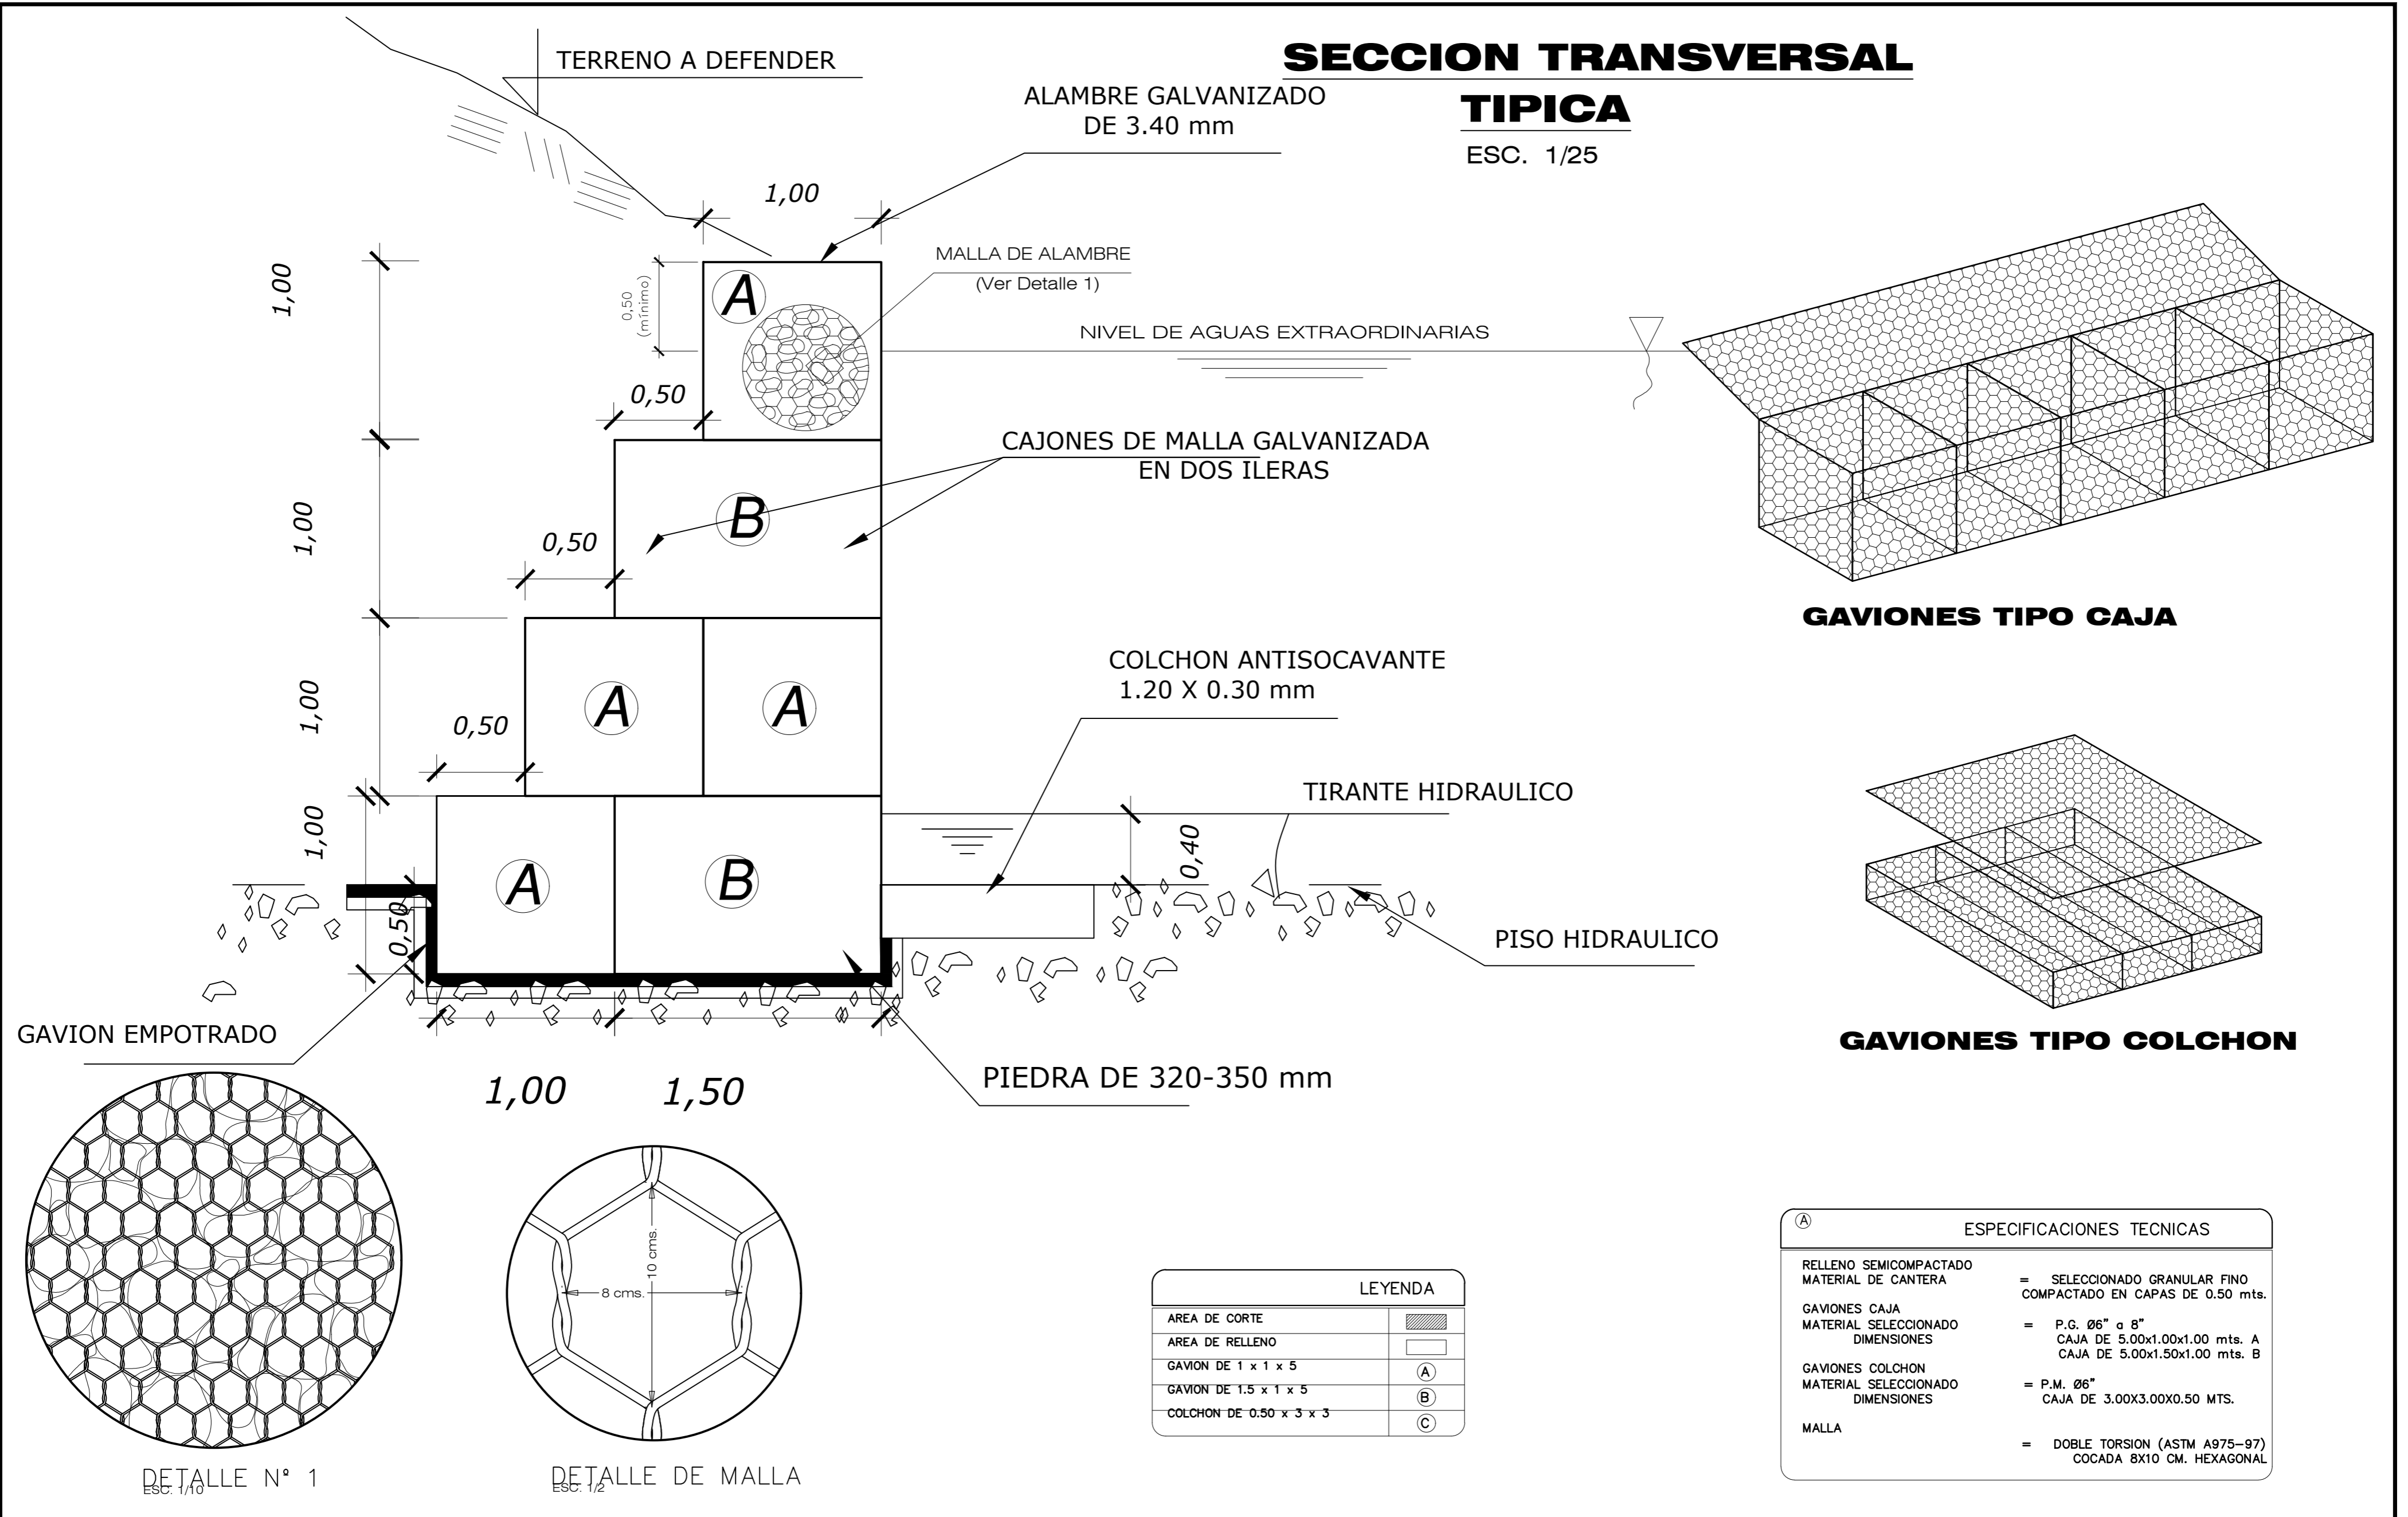 SECCION TRANSVERSAL
TIPICA
ESC. 1/25
TERRENO A DEFENDER
ALAMBRE GALVANIZADO
DE 3.40 mm
1,00
1,00
0,50
(mínimo)
A
MALLA DE ALAMBRE
(Ver Detalle 1)
NIVEL DE AGUAS EXTRAORDINARIAS
0,50
CAJONES DE MALLA GALVANIZADA
EN DOS ILERAS
1,00
B
0,50
GAVIONES TIPO CAJA
COLCHON ANTISOCAVANTE
1.20 X 0.30 mm
1,00
A
A
0,50
TIRANTE HIDRAULICO
1,00
0,40
A
B
0,50
PISO HIDRAULICO
GAVION EMPOTRADO
GAVIONES TIPO COLCHON
1,00
1,50
PIEDRA DE 320-350 mm
10 cms.
8 cms.
DETALLE Nº 1
ESC. 1/10
DETALLE DE MALLA
ESC. 1/2
LEYENDA
AREA DE CORTE
AREA DE RELLENO
GAVION DE 1 x 1 x 5 A
GAVION DE 1.5 x 1 x 5 B
COLCHON DE 0.50 x 3 x 3 C
A ESPECIFICACIONES TECNICAS
RELLENO SEMICOMPACTADO
MATERIAL DE CANTERA = SELECCIONADO GRANULAR FINO
COMPACTADO EN CAPAS DE 0.50 mts.
GAVIONES CAJA
MATERIAL SELECCIONADO = P.G. Ø6" a 8"
DIMENSIONES CAJA DE 5.00x1.00x1.00 mts. A
CAJA DE 5.00x1.50x1.00 mts. B
GAVIONES COLCHON
MATERIAL SELECCIONADO = P.M. Ø6"
DIMENSIONES CAJA DE 3.00X3.00X0.50 MTS.
MALLA
= DOBLE TORSION (ASTM A975-97)
COCADA 8X10 CM. HEXAGONAL